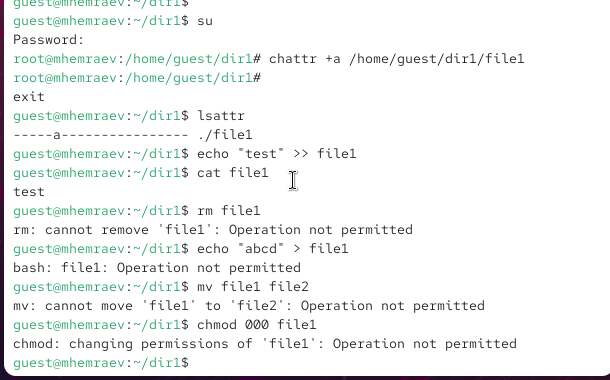 guest@mhemraev:~/dir1$
guest@mhemraev:~/dir1$ su
Password:
root@mhemraev:/home/guest/dir1# chattr +a /home/guest/dir1/file1
root@mhemraev:/home/guest/dir1#
exit
guest@mhemraev:~/dir1$ lsattr
-----a---------------- ./file1
guest@mhemraev:~/dir1$ echo "test" >> file1
guest@mhemraev:~/dir1$ cat file1
test
guest@mhemraev:~/dir1$ rm file1
rm: cannot remove 'file1': Operation not permitted
guest@mhemraev:~/dir1$ echo "abcd" > file1
bash: file1: Operation not permitted
guest@mhemraev:~/dir1$ mv file1 file2
mv: cannot move 'file1' to 'file2': Operation not permitted
guest@mhemraev:~/dir1$ chmod 000 file1
chmod: changing permissions of 'file1': Operation not permitted
guest@mhemraev:~/dir1$